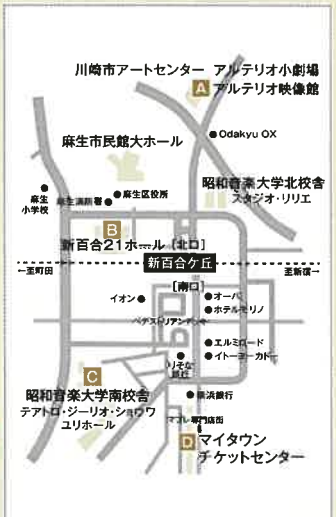 川崎市アートセンター アルテリオ小劇場
A アルテリオ映像館
Odakyu OX
麻生市民館大ホール
昭和音楽大学北校舎
スタジオ・リリエ
麻生
小学校
麻生区役所
麻生消防署
B
新百合21ホール [北口]
新百合ケ丘
←至町田
至新宿→
[南口]
イオン
オーパ
ホテルモリノ
ペデストリアンデッキ
エルミロード
イトーヨーカドー
りそな
銀行
C
昭和音楽大学南校舎
テアトロ・ジーリオ・ショウワ
ユリホール
横浜銀行
マプレ専門店街
D マイタウン
チケットセンター